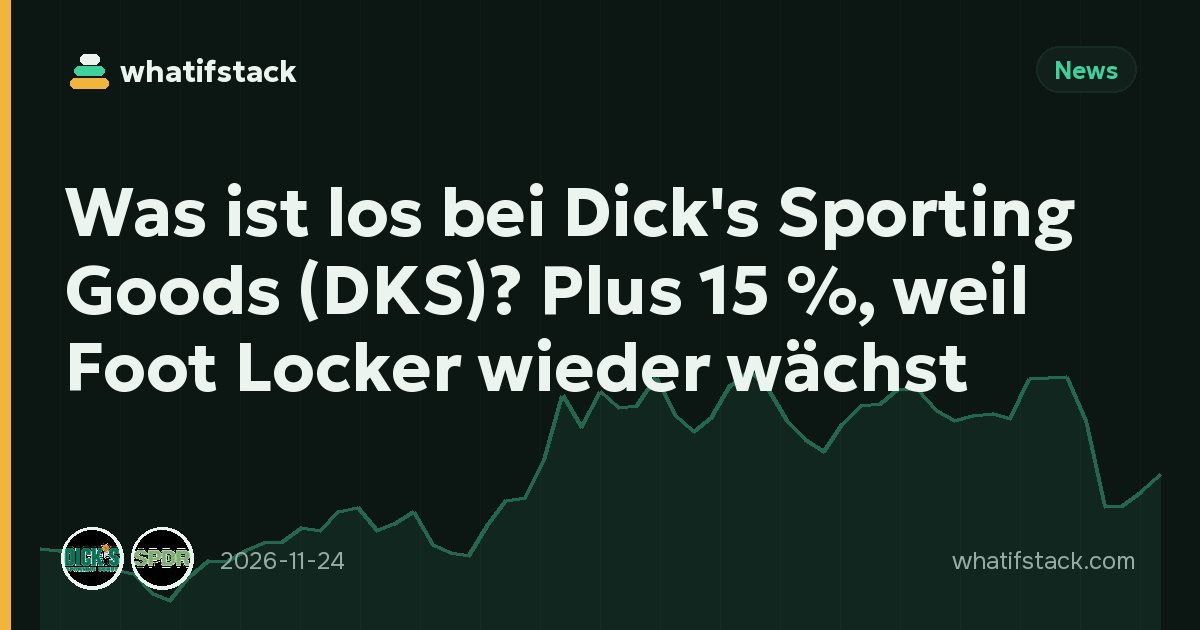 whatifstack
News
Was ist los bei Dick's Sporting
Goods (DKS)? Plus 15 %, weil
Foot Locker wieder wächst
DICK'S
SPDR
2026-11-24
whatifstack.com